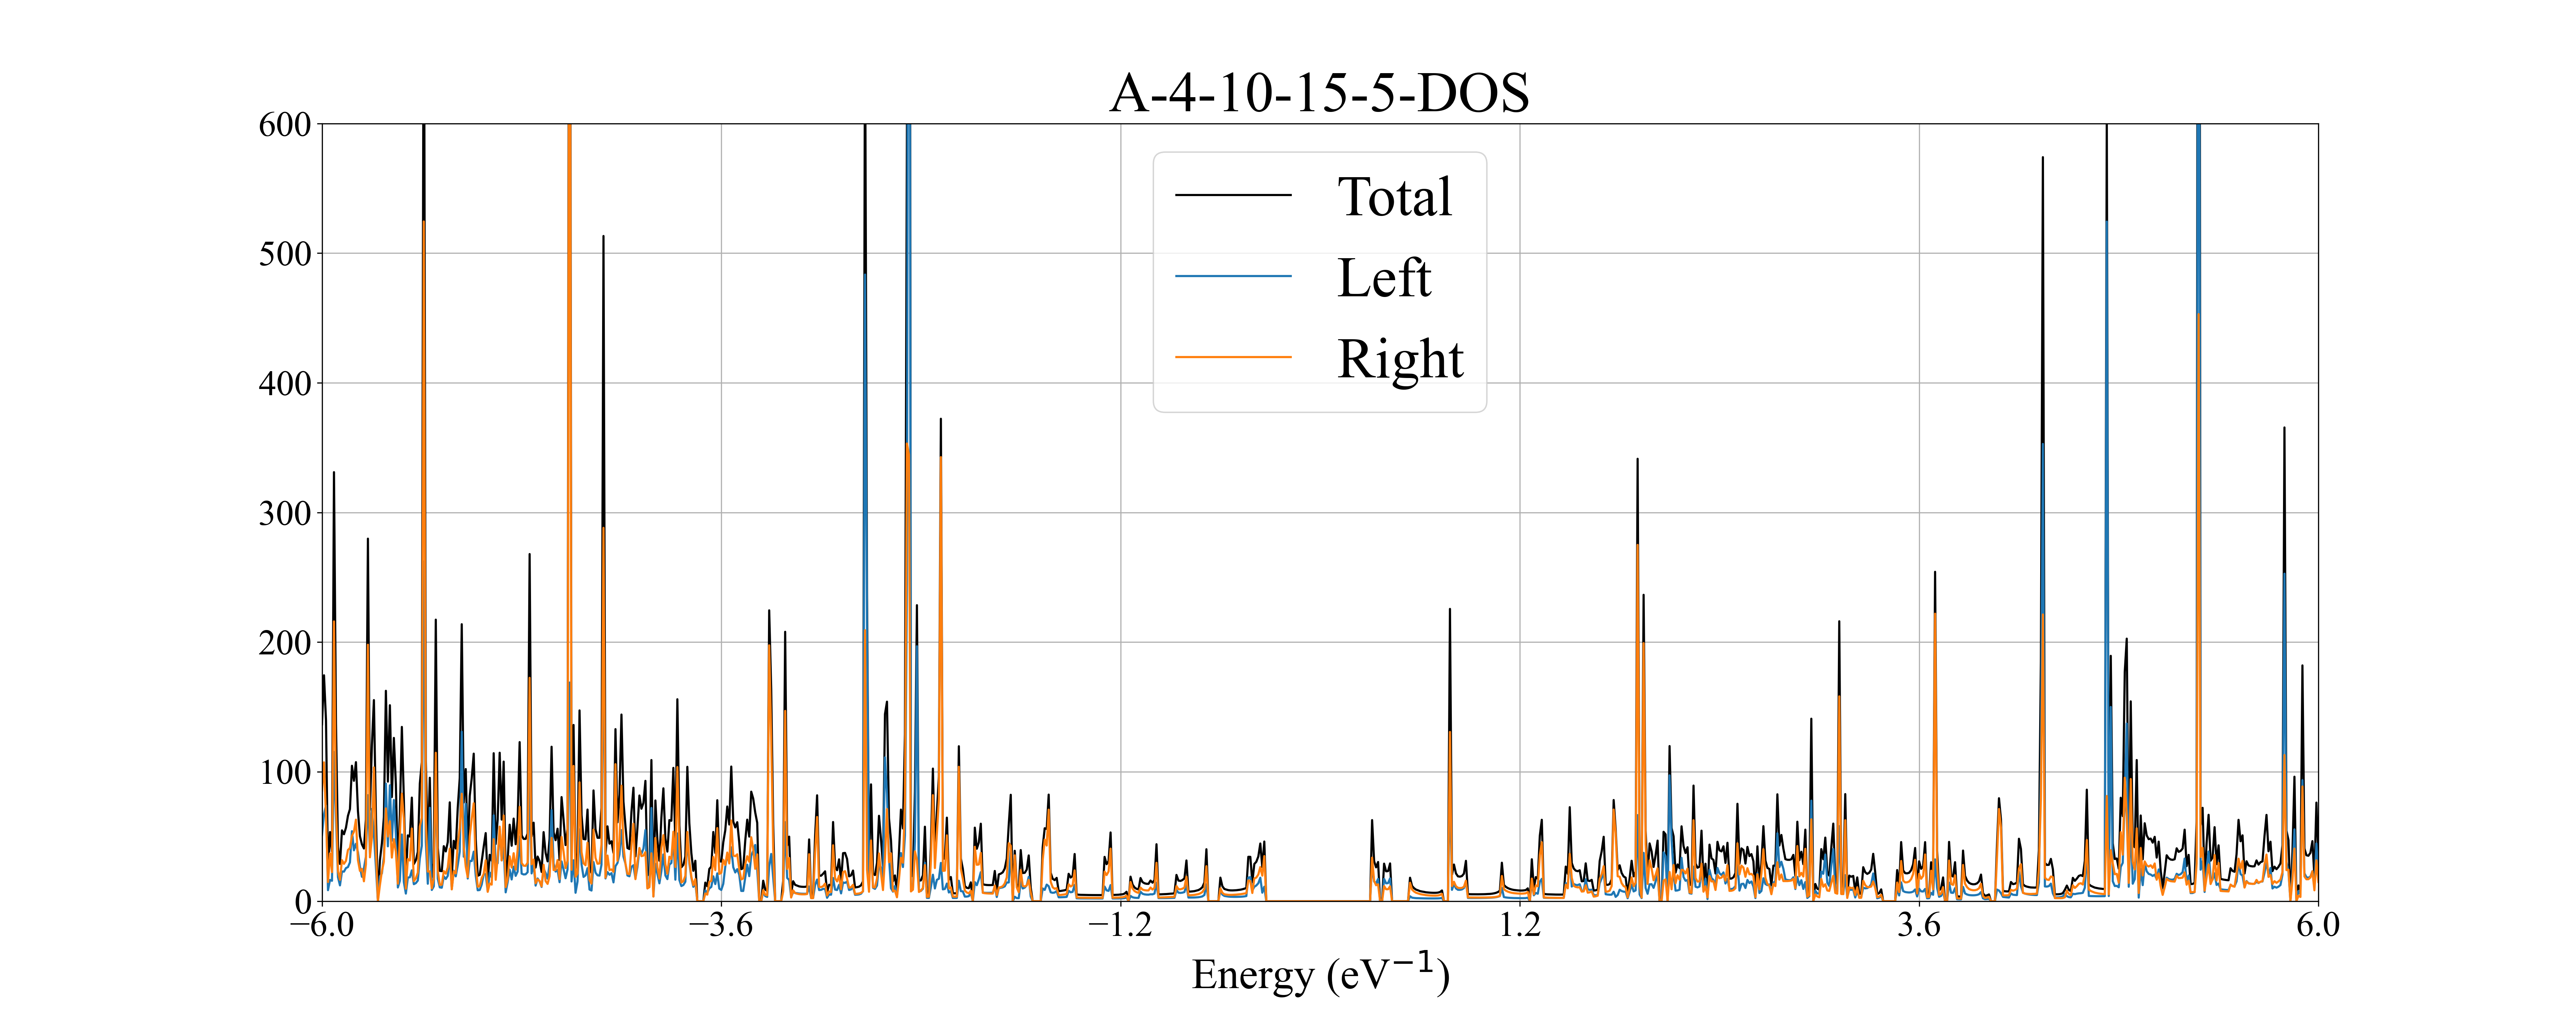 A-4-10-15-5-DOS
600
500
400
300
200
100
0
Total
Left
Right
−6.0 −3.6 −1.2 1.2 3.6 6.0
Energy (eV⁻¹)